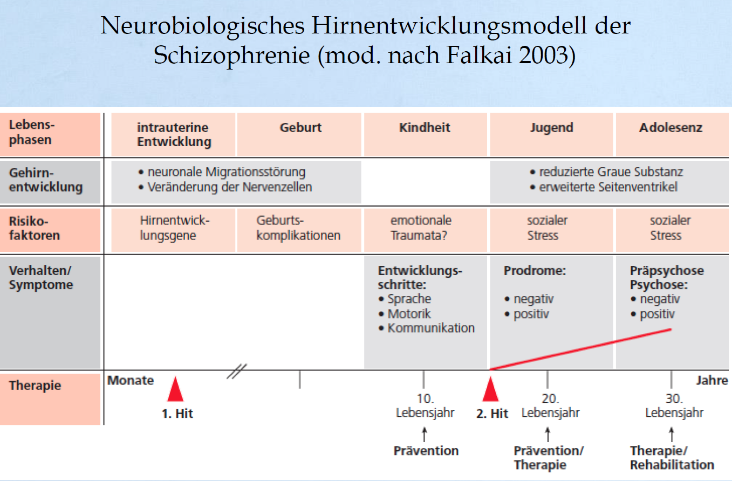 Neurobiologisches Hirnentwicklungsmodell der
Schizophrenie (mod. nach Falkai 2003)
Lebens-
phasen
intrauterine
Entwicklung
Geburt
Kindheit
Jugend
Adolesenz
Gehirn-
entwicklung
• neuronale Migrationsstörung
• Veränderung der Nervenzellen
• reduzierte Graue Substanz
• erweiterte Seitenventrikel
Risiko-
faktoren
Hirnentwick-
lungsgene
Geburts-
komplikationen
emotionale
Traumata?
sozialer
Stress
sozialer
Stress
Verhalten/
Symptome
Entwicklungs-
schritte:
• Sprache
• Motorik
• Kommunikation
Prodrome:
• negativ
• positiv
Präpsychose
Psychose:
• negativ
• positiv
Therapie
Monate
Jahre
1. Hit
10.
Lebensjahr
2. Hit
20.
Lebensjahr
30.
Lebensjahr
Prävention
Prävention/
Therapie
Therapie/
Rehabilitation